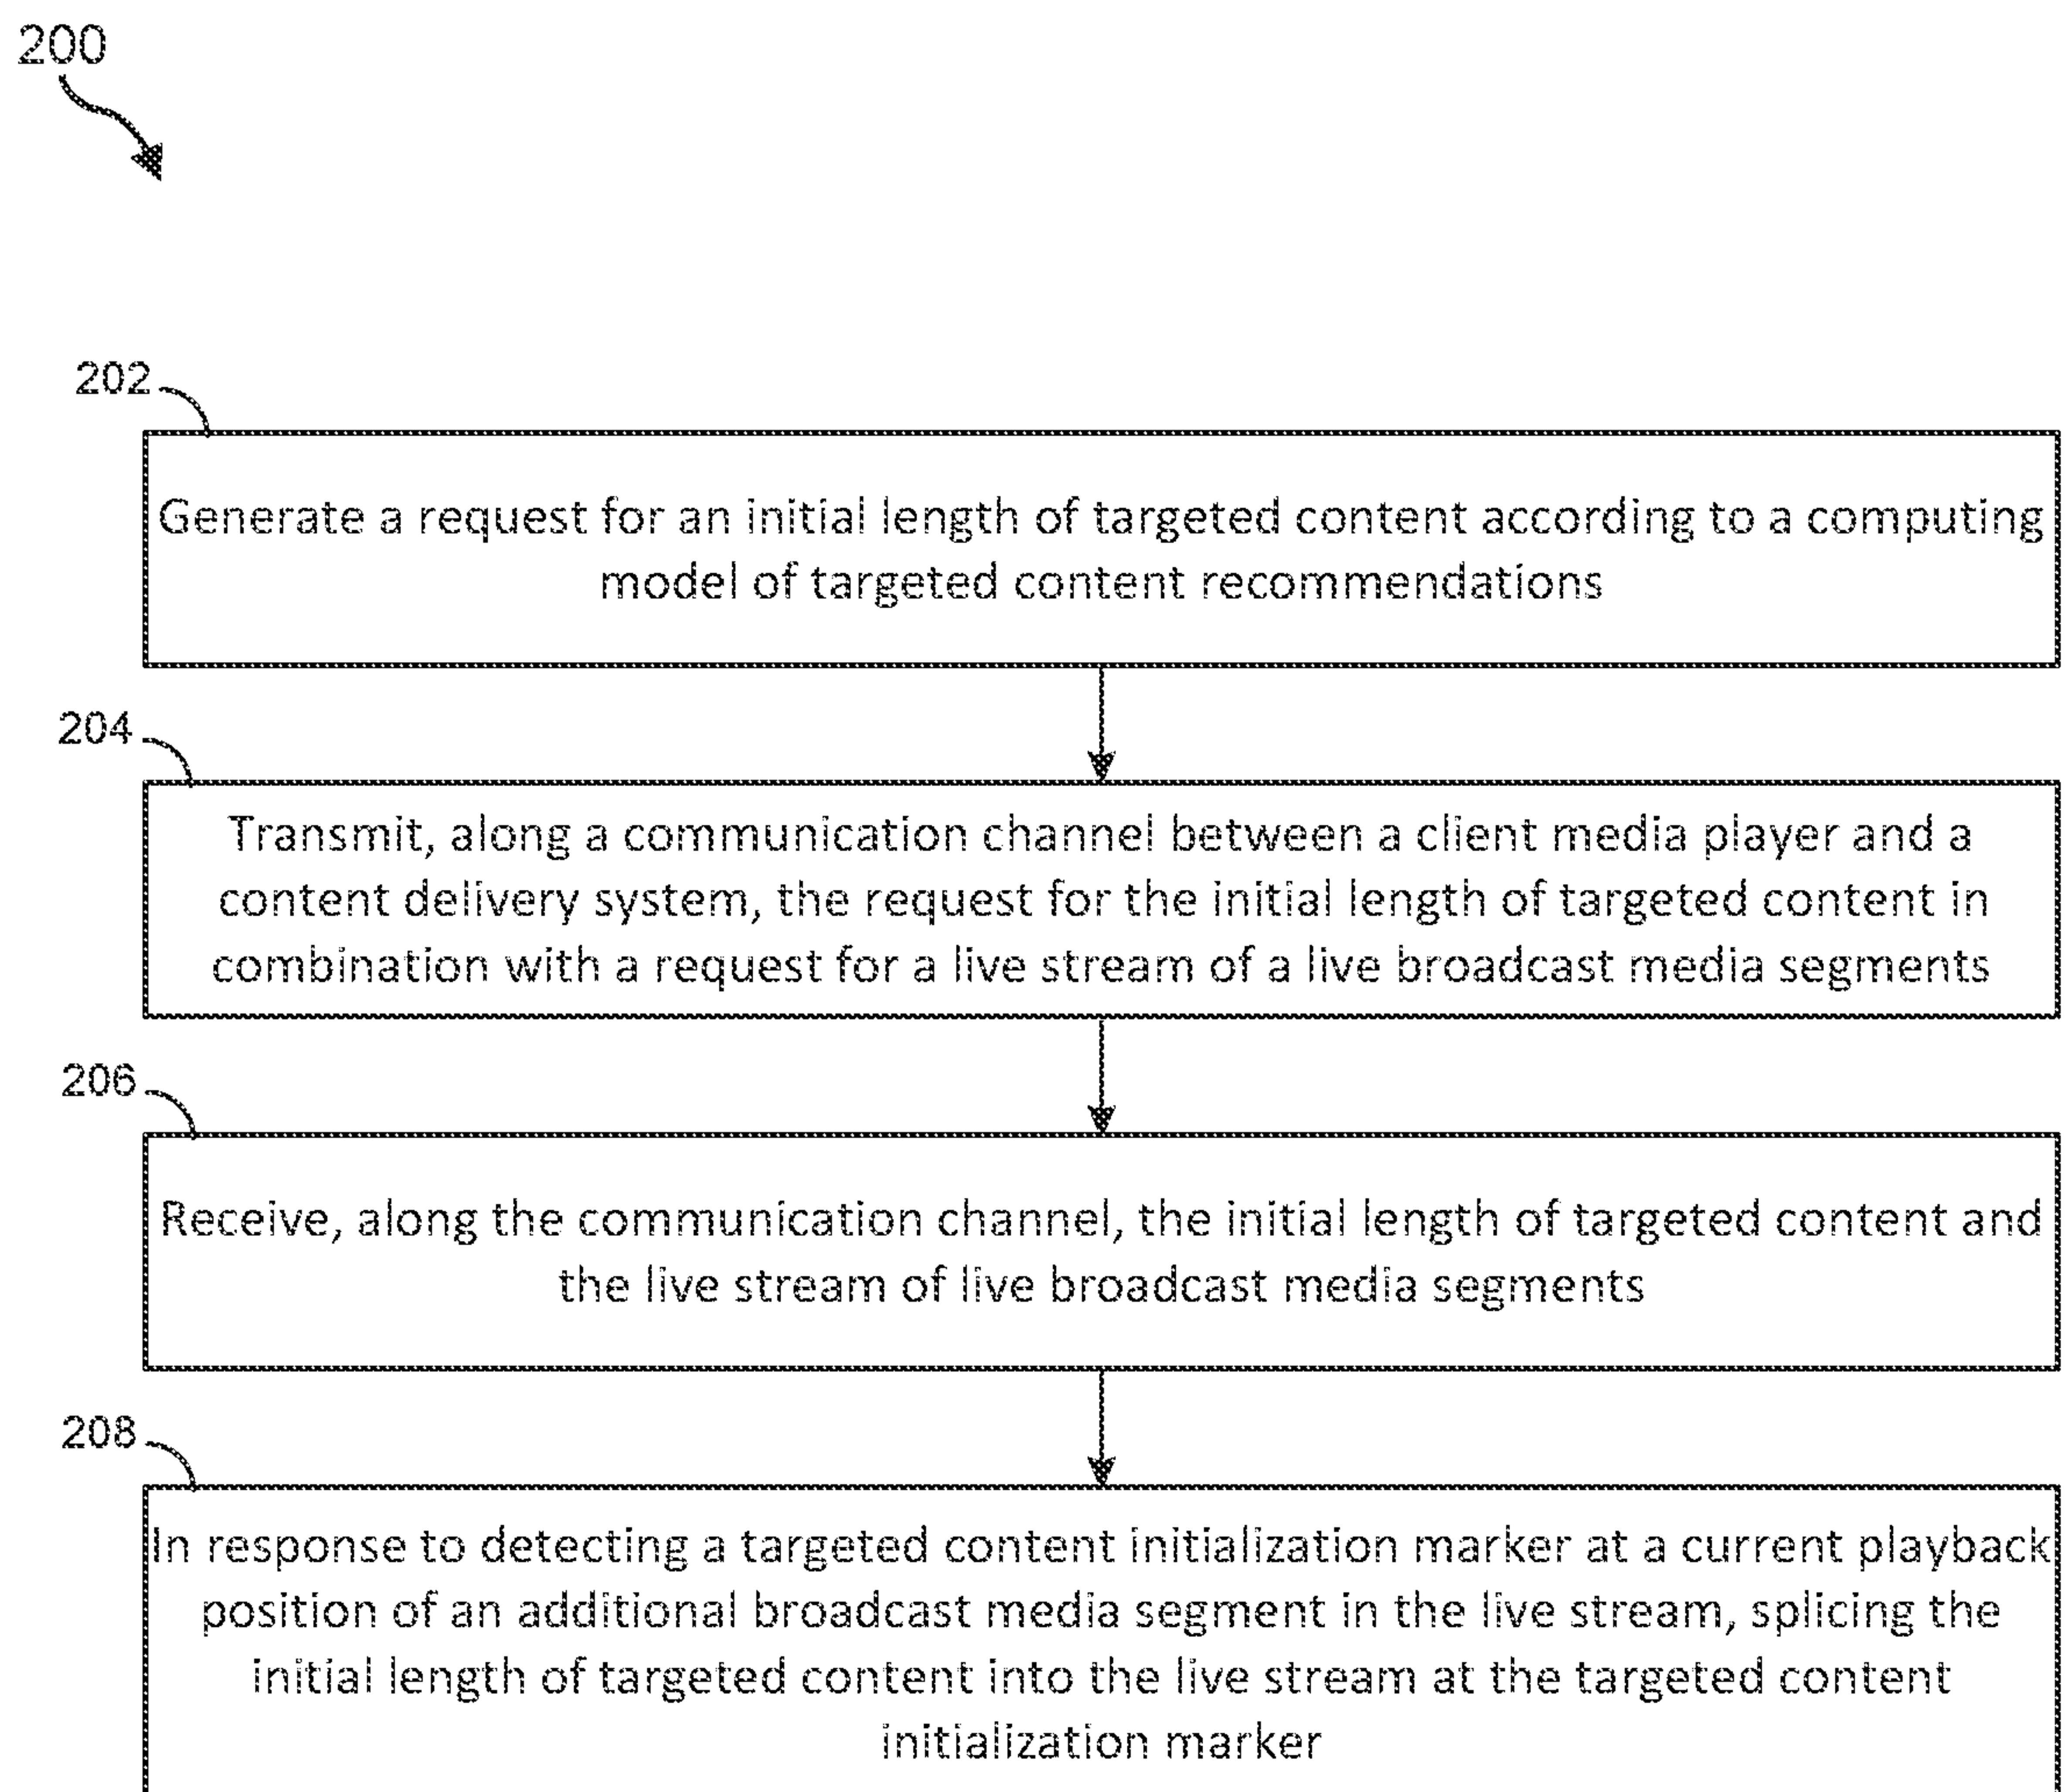 200
202
Generate a request for an initial length of targeted content according to a computing
model of targeted content recommendations
204
Transmit, along a communication channel between a client media player and a
content delivery system, the request for the initial length of targeted content in
combination with a request for a live stream of a live broadcast media segments
206
Receive, along the communication channel, the initial length of targeted content and
the live stream of live broadcast media segments
208
In response to detecting a targeted content initialization marker at a current playback
position of an additional broadcast media segment in the live stream, splicing the
initial length of targeted content into the live stream at the targeted content
initialization marker